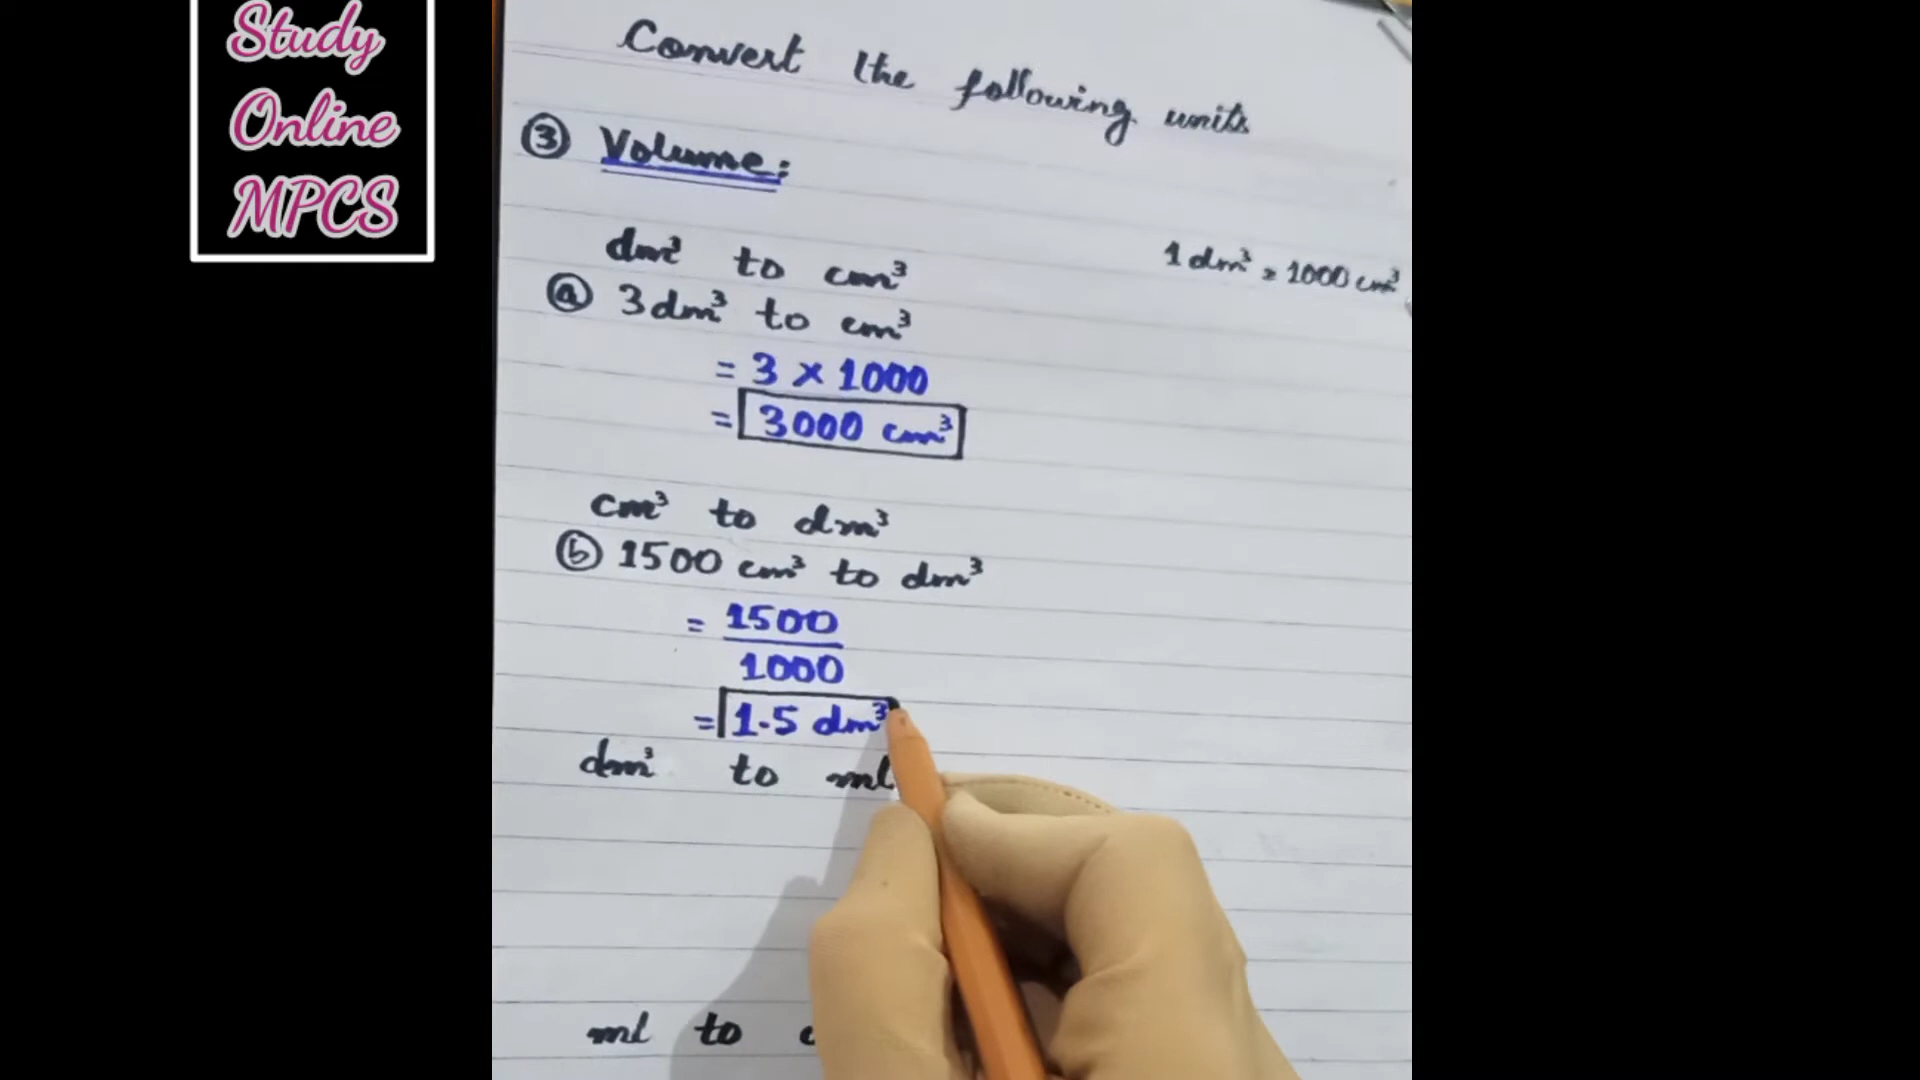 Study
Online
MPCS
Convert the following units
③ Volume:
dm³ to cm³
1 dm³ = 1000 cm³
ⓐ 3dm³ to cm³
= 3 × 1000
= 3000 cm³
cm³ to dm³
ⓑ 1500 cm³ to dm³
= 1500
1000
= 1.5 dm³
dm³ to ml
ml to